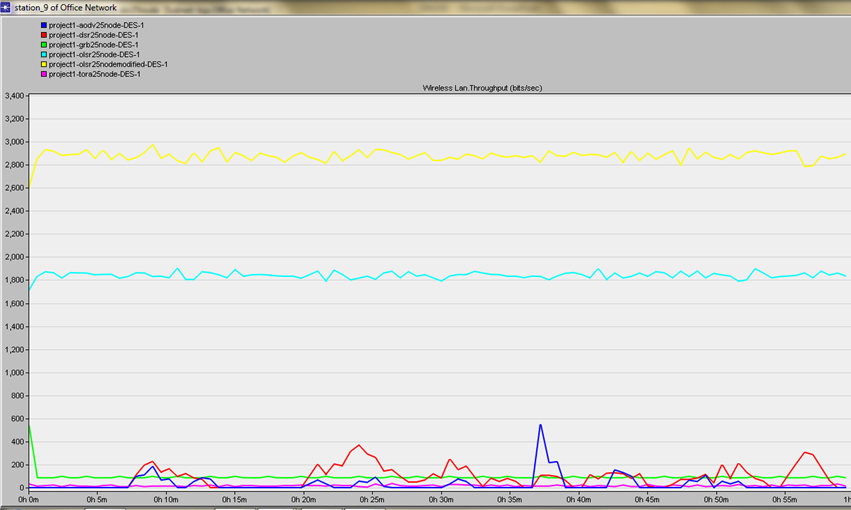 station_9 of Office Network
project1-aodv25node-DES-1
project1-dsr25node-DES-1
project1-grb25node-DES-1
project1-olsr25node-DES-1
project1-olsr25nodemodified-DES-1
project1-tora25node-DES-1
Wireless Lan.Throughput (bits/sec)
3,400
3,200
3,000
2,800
2,600
2,400
2,200
2,000
1,800
1,600
1,400
1,200
1,000
800
600
400
200
0
0h 0m 0h 5m 0h 10m 0h 15m 0h 20m 0h 25m 0h 30m 0h 35m 0h 40m 0h 45m 0h 50m 0h 55m 1h